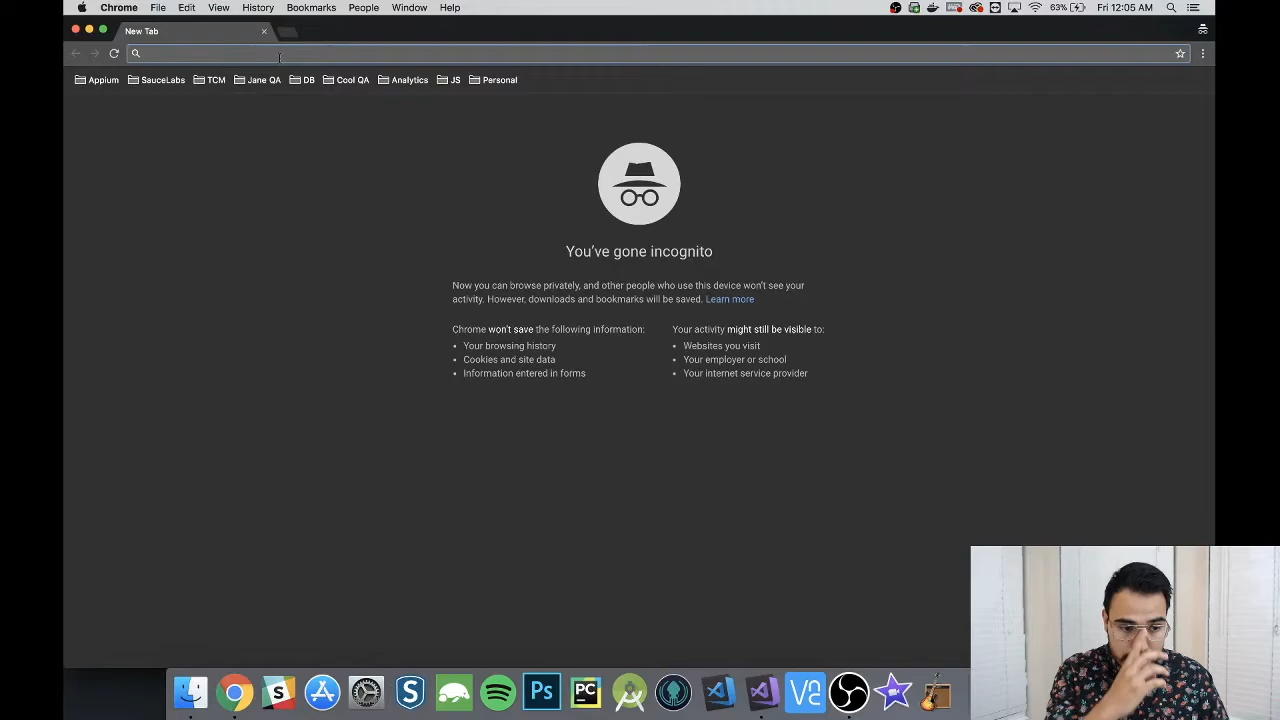 Chrome File Edit View History Bookmarks People Window Help 63% Fri 12:05 AM
New Tab
Appium SauceLabs TCM Jane QA DB Cool QA Analytics JS Personal
You've gone incognito
Now you can browse privately, and other people who use this device won't see your
activity. However, downloads and bookmarks will be saved. Learn more
Chrome won't save the following information:
• Your browsing history
• Cookies and site data
• Information entered in forms
Your activity might still be visible to:
• Websites you visit
• Your employer or school
• Your internet service provider
S S Ps PC V2